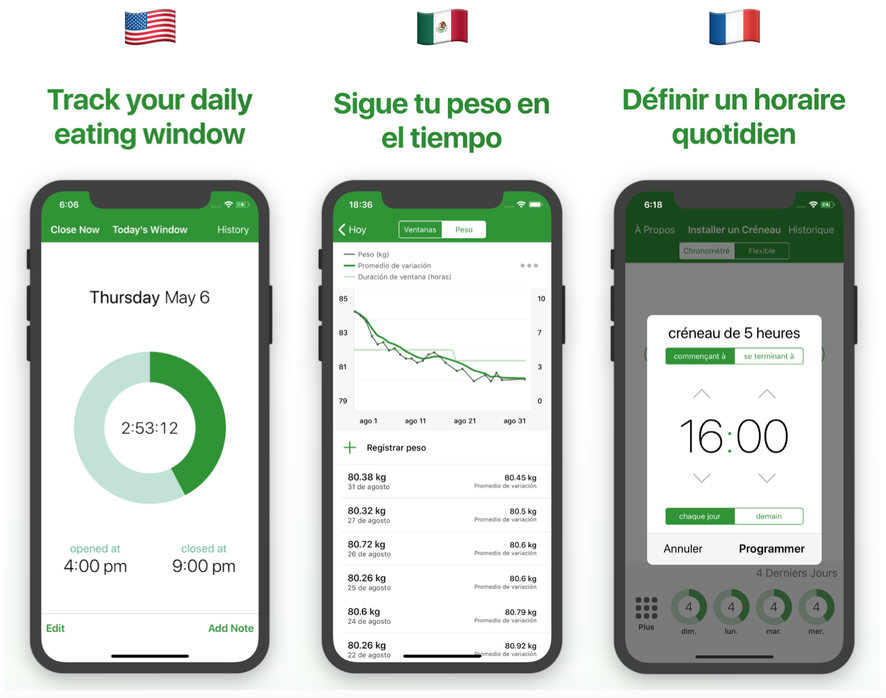 Track your daily
eating window
6:06
Close Now Today's Window History
Thursday May 6
2:53:12
opened at closed at
4:00 pm 9:00 pm
Edit Add Note
Sigue tu peso en
el tiempo
18:36
Hoy Ventanas Peso
Peso (kg)
Promedio de variación
Duración de ventana (horas)
85 10
83 7
81 3
79 0
ago 1 ago 11 ago 21 ago 31
Registrar peso
80.38 kg 80.45 kg
31 de agosto Promedio de variación
80.32 kg 80.5 kg
27 de agosto Promedio de variación
80.72 kg 80.6 kg
26 de agosto Promedio de variación
80.26 kg 80.6 kg
25 de agosto Promedio de variación
80.6 kg 80.79 kg
24 de agosto Promedio de variación
80.26 kg 80.92 kg
22 de agosto Promedio de variación
Définir un horaire
quotidien
6:18
À Propos Installer un Créneau Historique
Chronométré Flexible
créneau de 5 heures
commençant à se terminant à
16:00
chaque jour demain
Annuler Programmer
4 Derniers Jours
4 4 4 4
Plus dim. lun. mar. mer.